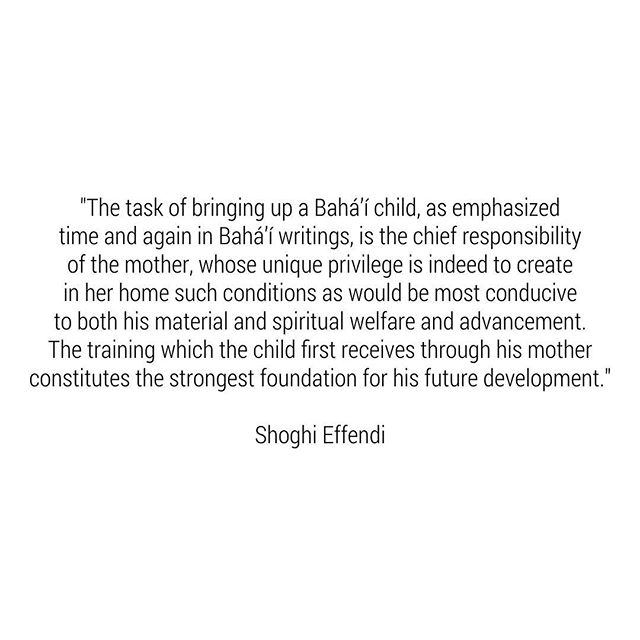 "The task of bringing up a Bahá’í child, as emphasized
time and again in Bahá’í writings, is the chief responsibility
of the mother, whose unique privilege is indeed to create
in her home such conditions as would be most conducive
to both his material and spiritual welfare and advancement.
The training which the child first receives through his mother
constitutes the strongest foundation for his future development."
Shoghi Effendi